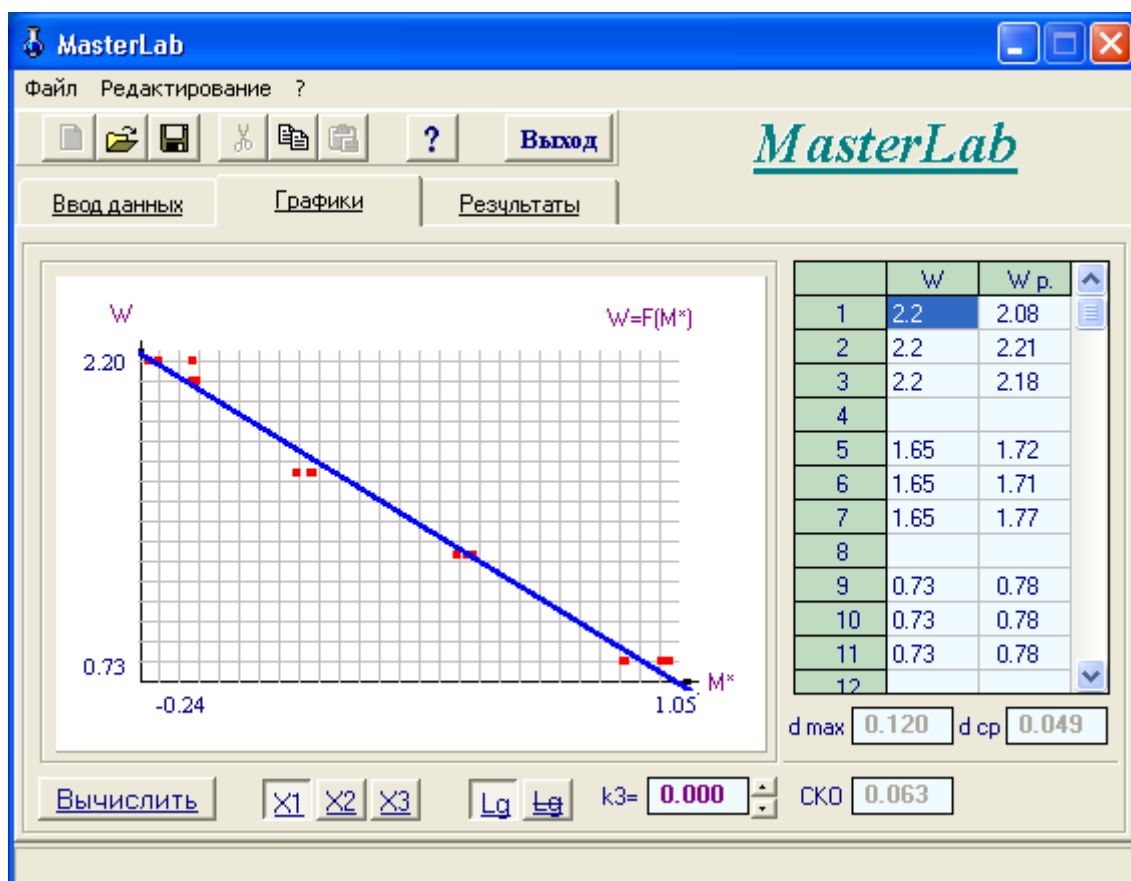 MasterLab
Файл Редактирование ?
? Выход
MasterLab
Ввод данных Графики Результаты
W
W=F(M*)
2.20
0.73
-0.24
1.05
M*
W W p.
1 2.2 2.08
2 2.2 2.21
3 2.2 2.18
4
5 1.65 1.72
6 1.65 1.71
7 1.65 1.77
8
9 0.73 0.78
10 0.73 0.78
11 0.73 0.78
12
d max 0.120 d cp 0.049
Вычислить X1 X2 X3 Lg Lg k3= 0.000 СКО 0.063